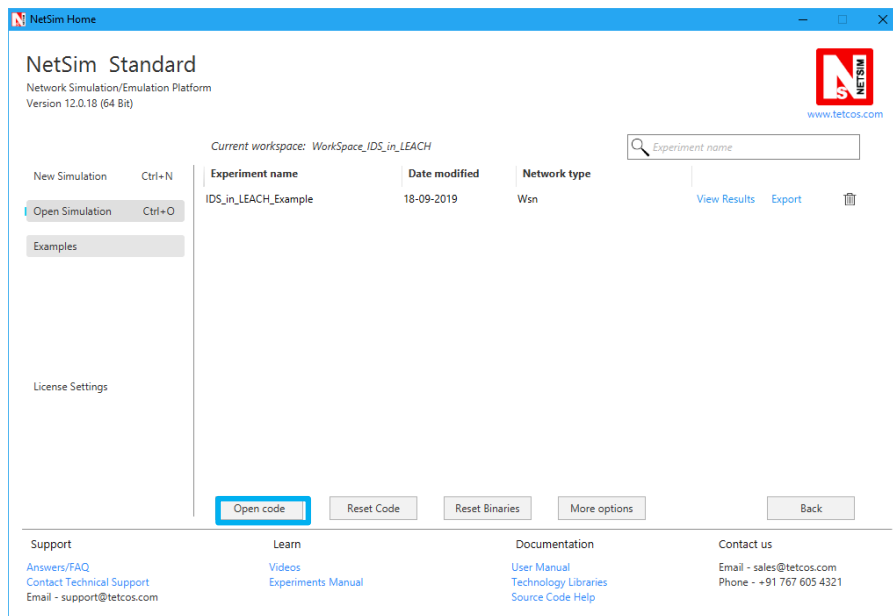 NetSim Home
NetSim Standard
Network Simulation/Emulation Platform
Version 12.0.18 (64 Bit)
NETSIM
www.tetcos.com
Current workspace: WorkSpace_IDS_in_LEACH
Experiment name
New Simulation Ctrl+N
Open Simulation Ctrl+O
Examples
License Settings
Experiment name Date modified Network type
IDS_in_LEACH_Example 18-09-2019 Wsn View Results Export
Open code Reset Code Reset Binaries More options Back
Support
Answers/FAQ
Contact Technical Support
Email - support@tetcos.com
Learn
Videos
Experiments Manual
Documentation
User Manual
Technology Libraries
Source Code Help
Contact us
Email - sales@tetcos.com
Phone - +91 767 605 4321